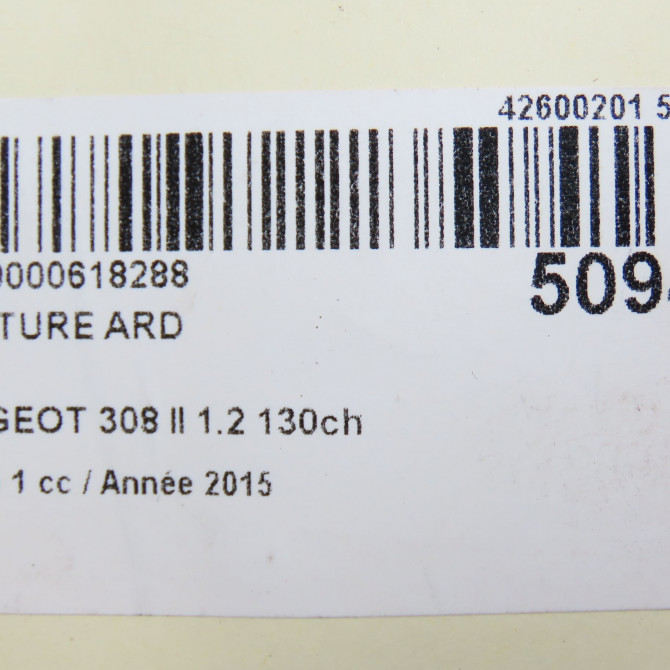 42600201 5
0000618288
509
TURE ARD
GEOT 308 II 1.2 130ch
1 cc / Année 2015